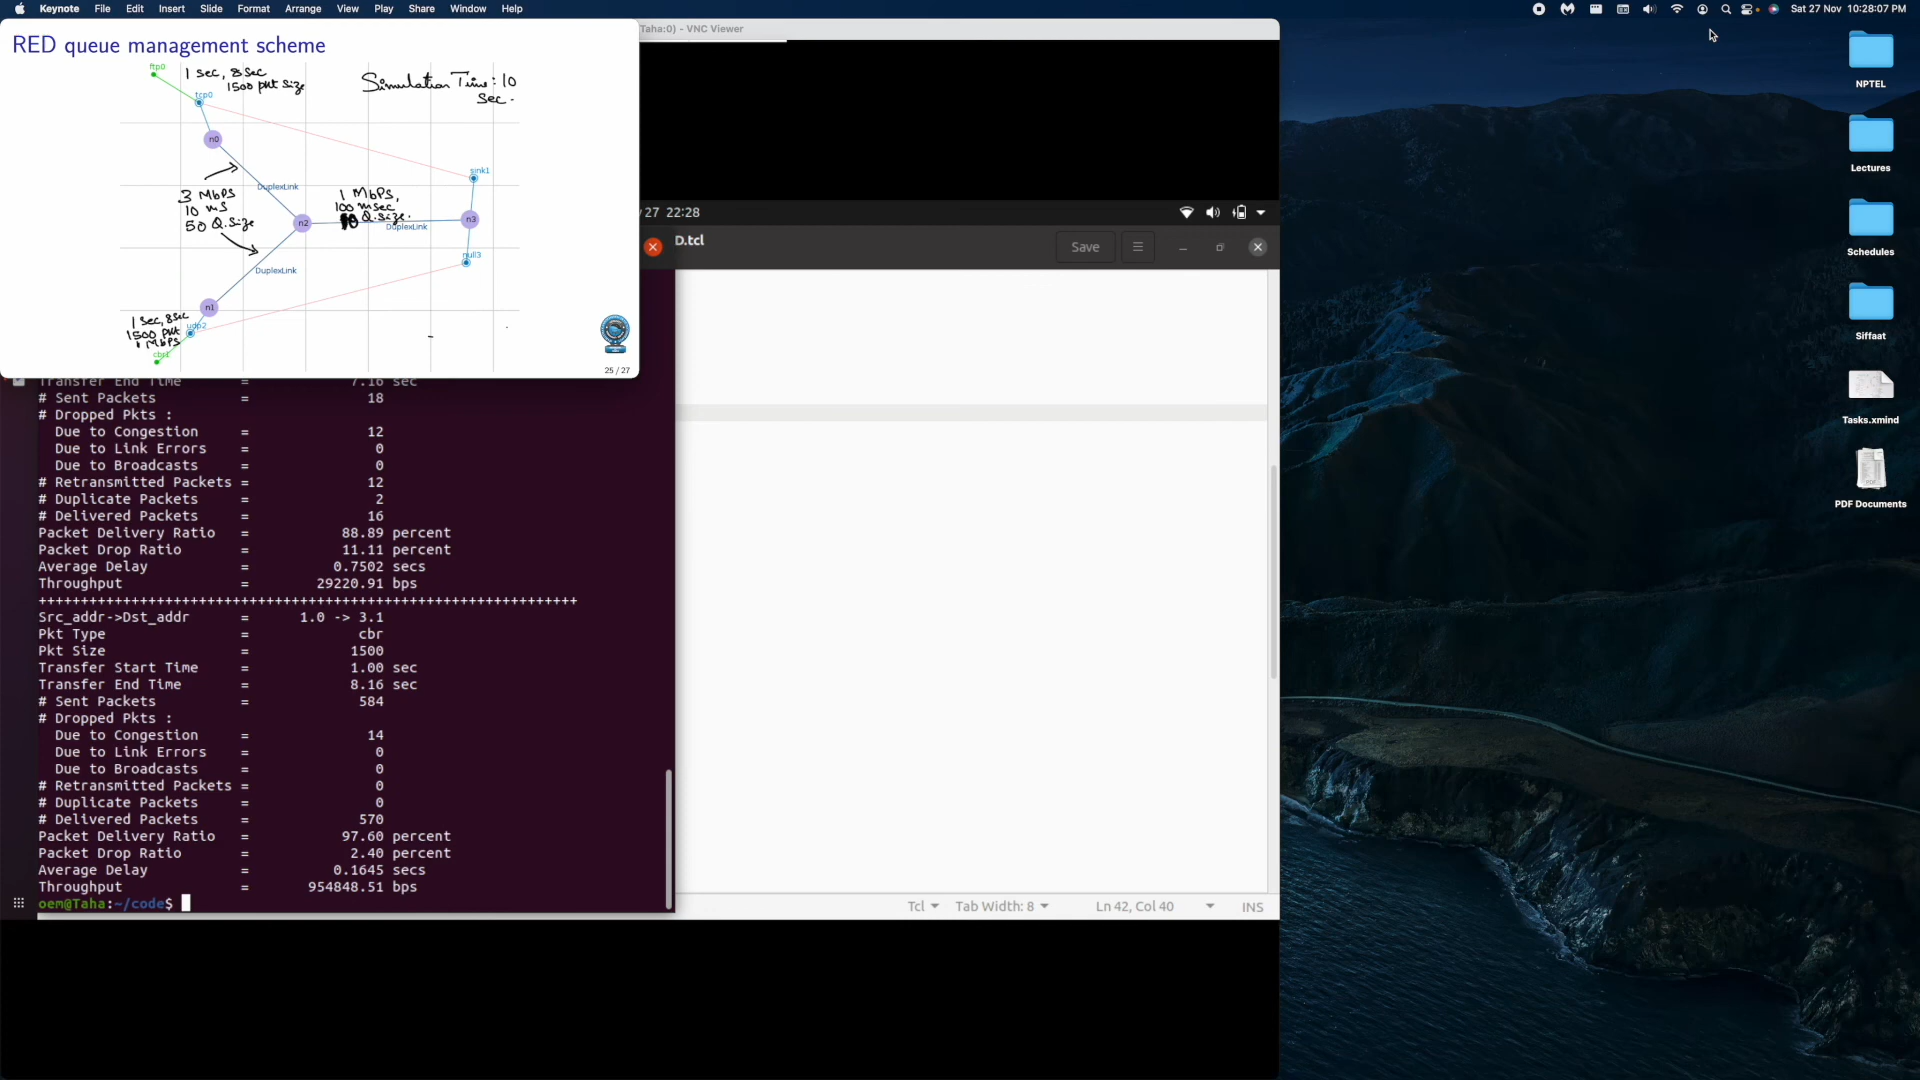 Keynote File Edit Insert Slide Format Arrange View Play Share Window Help
Sat 27 Nov 10:28:07 PM
RED queue management scheme
ftp0
1 sec, 8sec
1500 pkt size
Simulation Time: 10
sec.
tcp0
n0
sink1
DuplexLink
3 Mbps
10 ms
50 Q.size
1 Mbps,
100 msec
10 Q.size.
n2
n3
DuplexLink
null3
DuplexLink
n1
1 sec, 8sec
1500 pkt
1 Mbps
udp2
cbr1
25 / 27
Taha:0) - VNC Viewer
27 22:28
D.tcl
Save
Transfer End Time = 7.16 sec
# Sent Packets = 18
# Dropped Pkts :
Due to Congestion = 12
Due to Link Errors = 0
Due to Broadcasts = 0
# Retransmitted Packets = 12
# Duplicate Packets = 2
# Delivered Packets = 16
Packet Delivery Ratio = 88.89 percent
Packet Drop Ratio = 11.11 percent
Average Delay = 0.7502 secs
Throughput = 29220.91 bps
++++++++++++++++++++++++++++++++++++++++++++++++++++++++++++++++
Src_addr->Dst_addr = 1.0 -> 3.1
Pkt Type = cbr
Pkt Size = 1500
Transfer Start Time = 1.00 sec
Transfer End Time = 8.16 sec
# Sent Packets = 584
# Dropped Pkts :
Due to Congestion = 14
Due to Link Errors = 0
Due to Broadcasts = 0
# Retransmitted Packets = 0
# Duplicate Packets = 0
# Delivered Packets = 570
Packet Delivery Ratio = 97.60 percent
Packet Drop Ratio = 2.40 percent
Average Delay = 0.1645 secs
Throughput = 954848.51 bps
oem@Taha:~/code$
Tcl Tab Width: 8 Ln 42, Col 40 INS
NPTEL
Lectures
Schedules
Siffaat
Tasks.xmind
PDF
PDF Documents